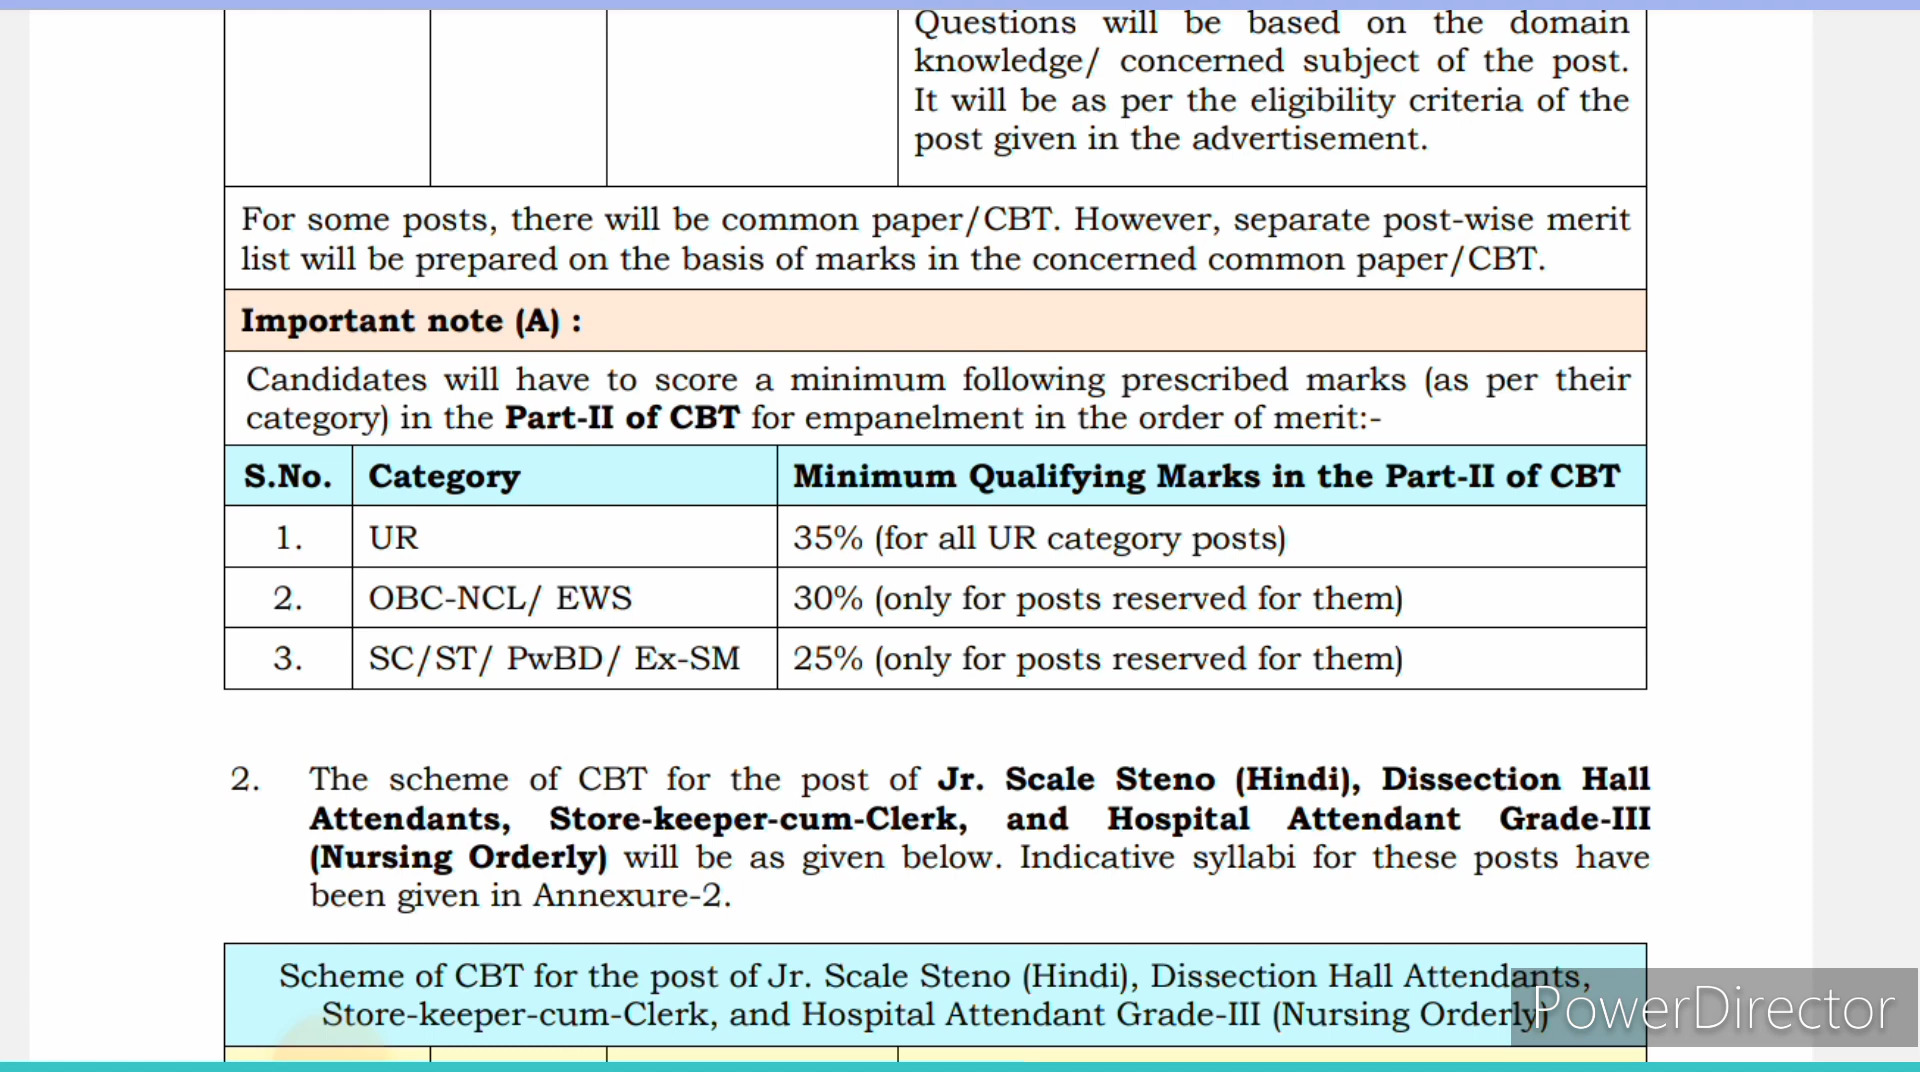 Questions will be based on the domain
knowledge/ concerned subject of the post.
It will be as per the eligibility criteria of the
post given in the advertisement.
For some posts, there will be common paper/CBT. However, separate post-wise merit
list will be prepared on the basis of marks in the concerned common paper/CBT.
Important note (A) :
Candidates will have to score a minimum following prescribed marks (as per their
category) in the Part-II of CBT for empanelment in the order of merit:-
S.No. Category Minimum Qualifying Marks in the Part-II of CBT
1. UR 35% (for all UR category posts)
2. OBC-NCL/ EWS 30% (only for posts reserved for them)
3. SC/ST/ PwBD/ Ex-SM 25% (only for posts reserved for them)
2. The scheme of CBT for the post of Jr. Scale Steno (Hindi), Dissection Hall
Attendants, Store-keeper-cum-Clerk, and Hospital Attendant Grade-III
(Nursing Orderly) will be as given below. Indicative syllabi for these posts have
been given in Annexure-2.
Scheme of CBT for the post of Jr. Scale Steno (Hindi), Dissection Hall Attendants,
Store-keeper-cum-Clerk, and Hospital Attendant Grade-III (Nursing Orderly)
PowerDirector